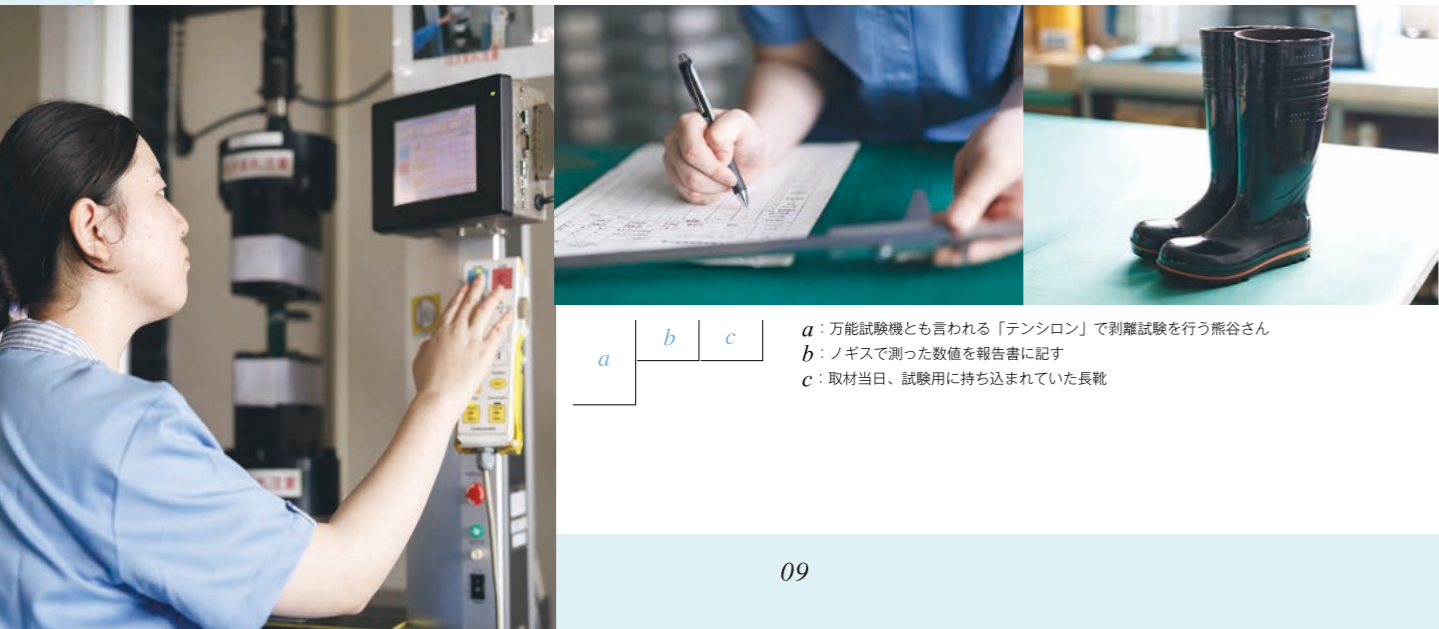 a
b
c
a：万能試験機とも言われる「テンシロン」で剥離試験を行う熊谷さん
b：ノギスで測った数値を報告書に記す
c：取材当日、試験用に持ち込まれていた長靴
09